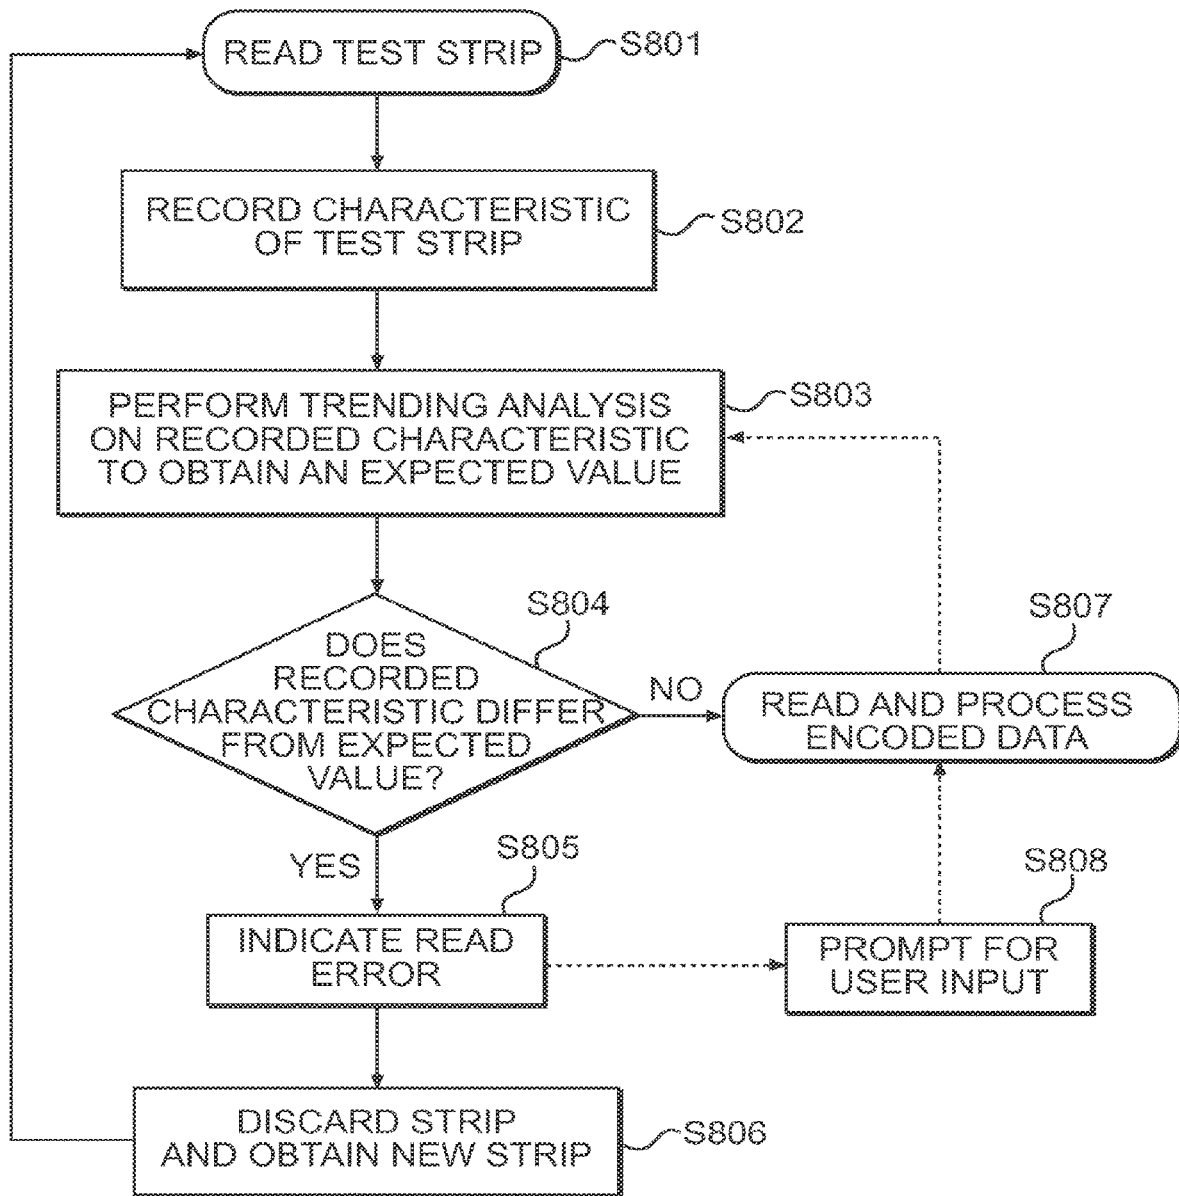 READ TEST STRIP
S801
RECORD CHARACTERISTIC
OF TEST STRIP
S802
PERFORM TRENDING ANALYSIS
ON RECORDED CHARACTERISTIC
TO OBTAIN AN EXPECTED VALUE
S803
DOES
RECORDED
CHARACTERISTIC DIFFER
FROM EXPECTED
VALUE?
S804
NO
READ AND PROCESS
ENCODED DATA
S807
YES
INDICATE READ
ERROR
S805
PROMPT FOR
USER INPUT
S808
DISCARD STRIP
AND OBTAIN NEW STRIP
S806